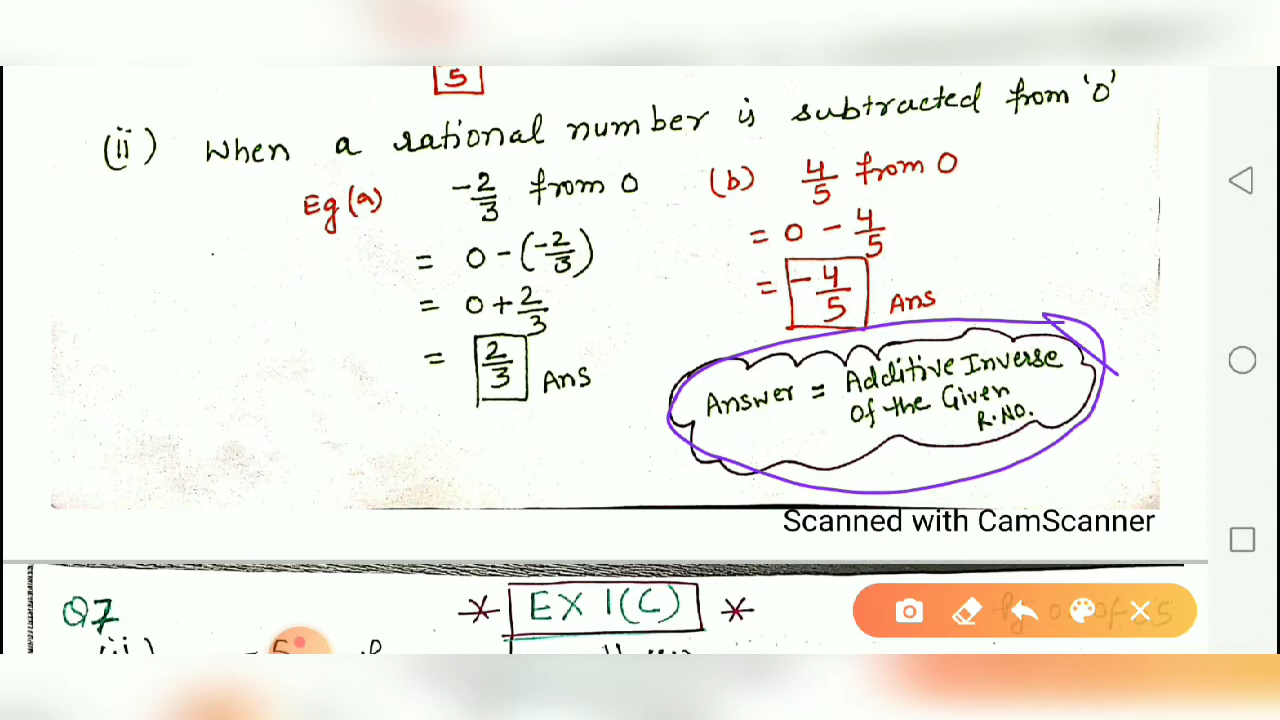 5
(ii) When a rational number is subtracted from '0'
Eg (a) -2/3 from 0
= 0 - (-2/3)
= 0 + 2/3
= 2/3 Ans
(b) 4/5 from 0
= 0 - 4/5
= -4/5 Ans
Answer = Additive Inverse
of the Given
R.NO.
Scanned with CamScanner
Q7 * EX 1(C) *